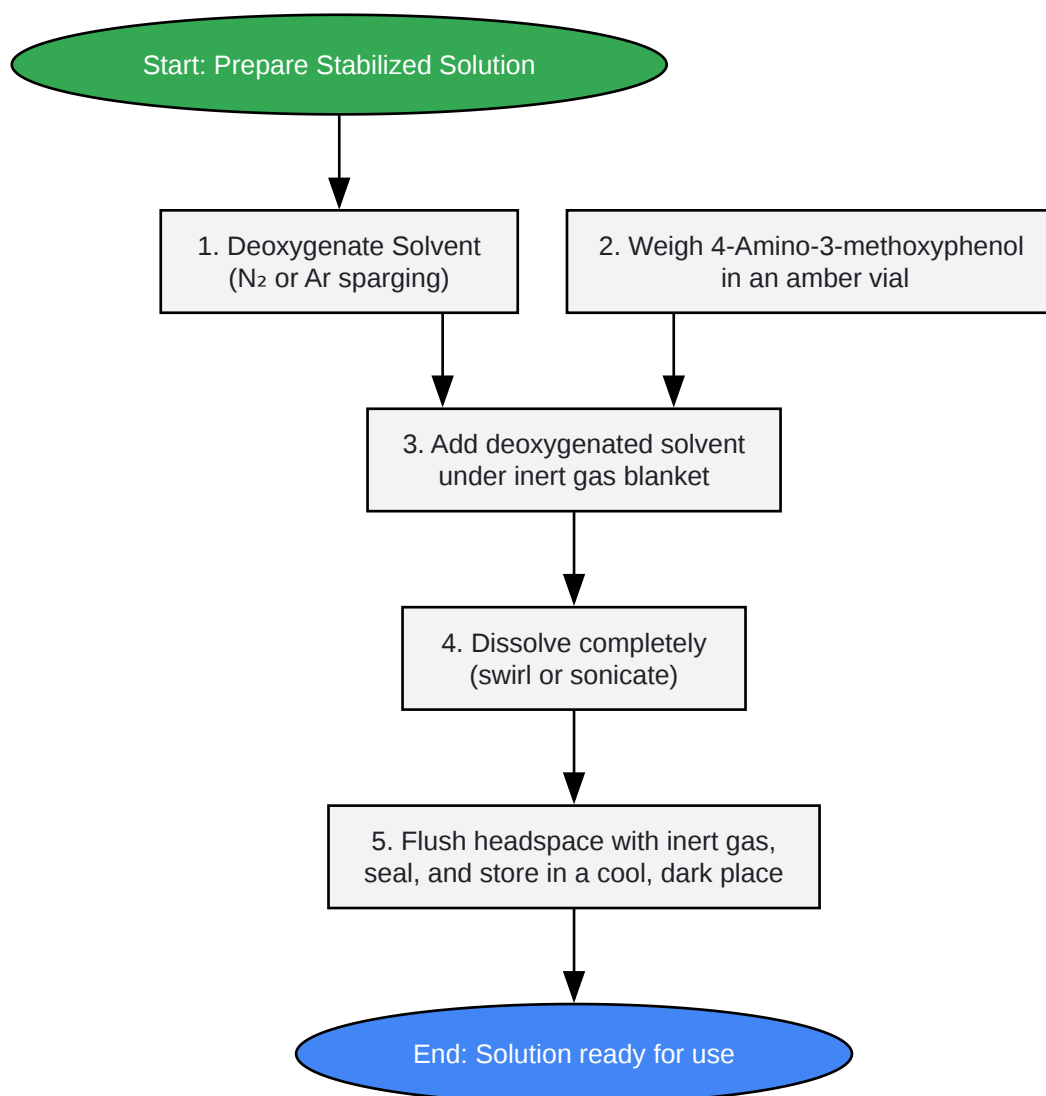 Start: Prepare Stabilized Solution
1. Deoxygenate Solvent
(N₂ or Ar sparging)
2. Weigh 4-Amino-3-methoxyphenol
in an amber vial
3. Add deoxygenated solvent
under inert gas blanket
4. Dissolve completely
(swirl or sonicate)
5. Flush headspace with inert gas,
seal, and store in a cool, dark place
End: Solution ready for use